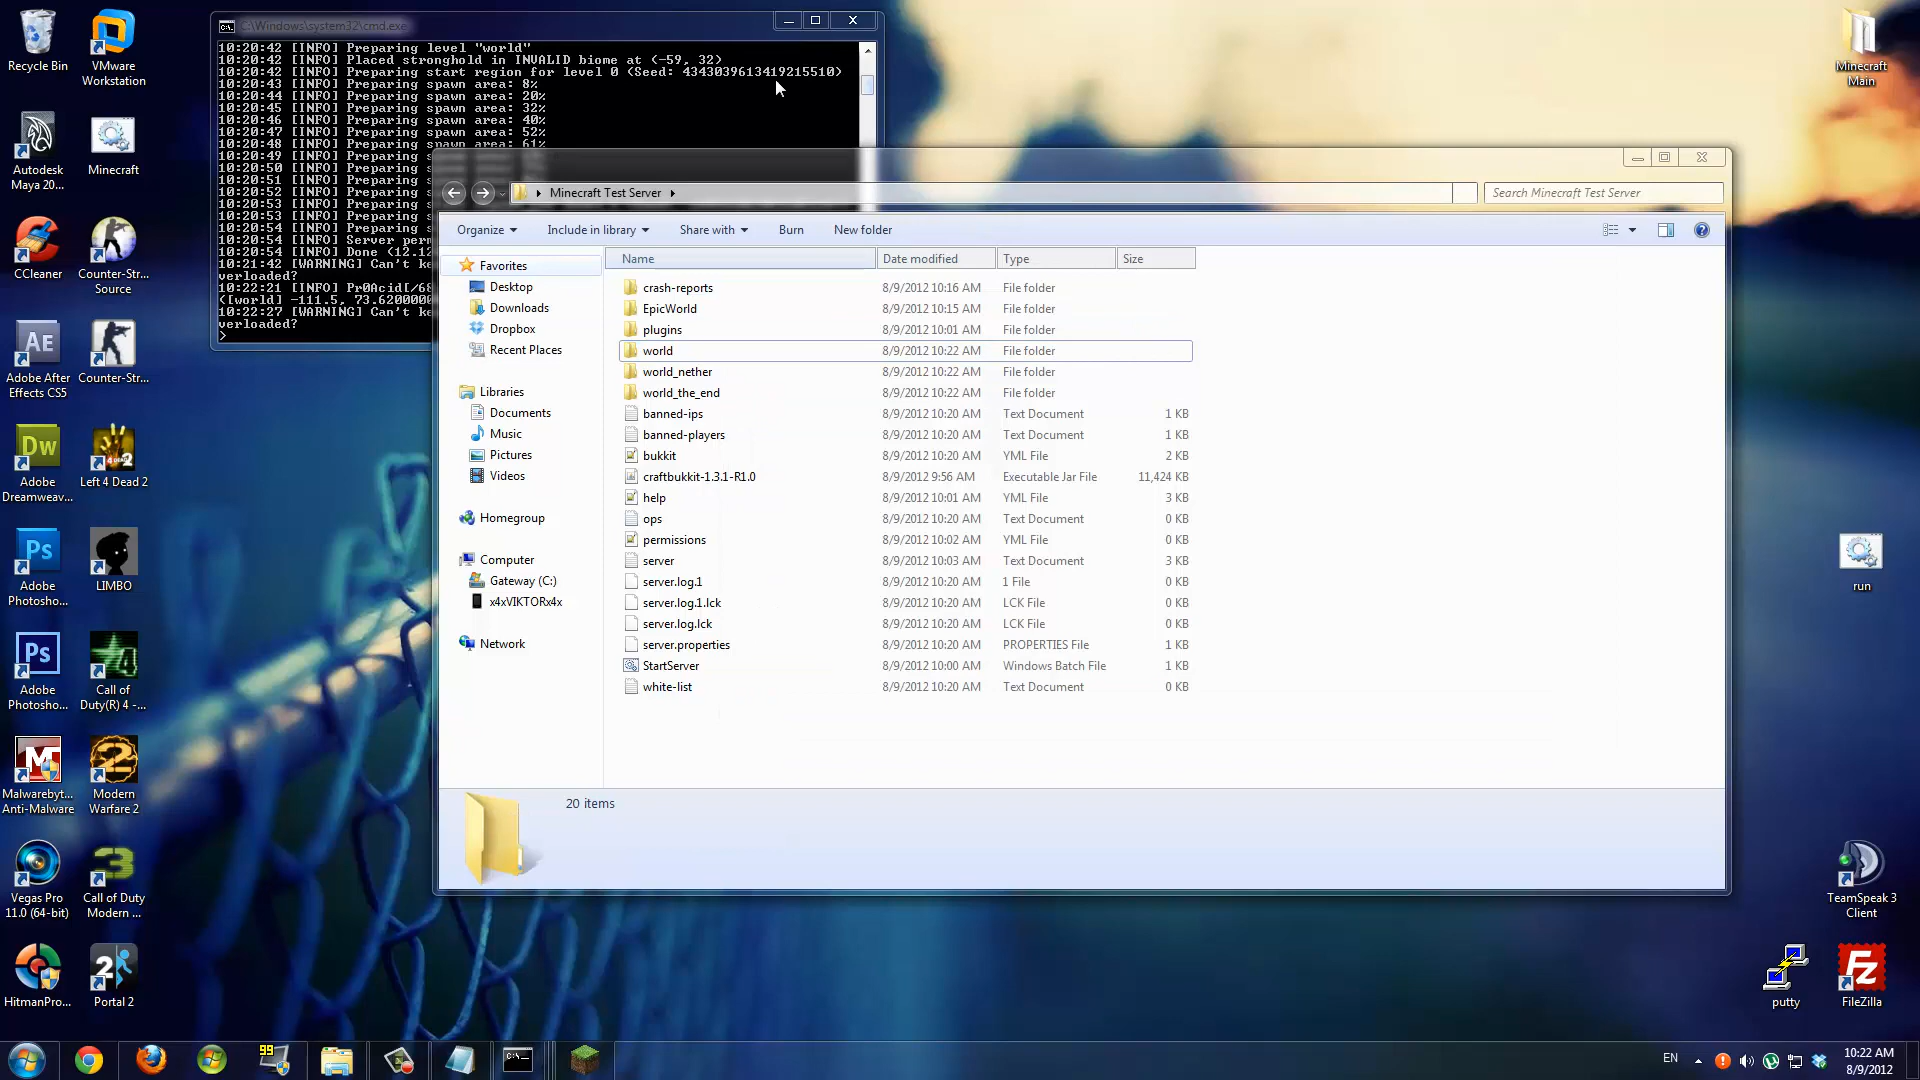 Recycle Bin
VMware Workstation
Autodesk Maya 20...
Minecraft
CCleaner
Counter-Str... Source
Adobe After Effects CS5
Counter-Str...
Adobe Dreamweav...
Left 4 Dead 2
Adobe Photosho...
LIMBO
Adobe Photosho...
Call of Duty(R) 4 -...
Malwarebyt... Anti-Malware
Modern Warfare 2
Vegas Pro 11.0 (64-bit)
Call of Duty Modern ...
HitmanPro...
Portal 2
C:\Windows\system32\cmd.exe
10:20:42 [INFO] Preparing level "world"
10:20:42 [INFO] Placed stronghold in INVALID biome at (-59, 32)
10:20:42 [INFO] Preparing start region for level 0 (Seed: 4343039613419215510)
10:20:43 [INFO] Preparing spawn area: 8%
10:20:44 [INFO] Preparing spawn area: 20%
10:20:45 [INFO] Preparing spawn area: 32%
10:20:46 [INFO] Preparing spawn area: 40%
10:20:47 [INFO] Preparing spawn area: 52%
10:20:48 [INFO] Preparing spawn area: 61%
10:20:49 [INFO] Preparing s
10:20:50 [INFO] Preparing s
10:20:51 [INFO] Preparing s
10:20:52 [INFO] Preparing s
10:20:53 [INFO] Preparing s
10:20:53 [INFO] Preparing s
10:20:54 [INFO] Preparing s
10:20:54 [INFO] Server perm
10:20:54 [INFO] Done (12.12
10:21:42 [WARNING] Can't ke
verloaded?
10:22:21 [INFO] Pr0Acid[/68
([world] -111.5, 73.6200000
10:22:27 [WARNING] Can't ke
verloaded?
>
Minecraft Test Server
Search Minecraft Test Server
Organize Include in library Share with Burn New folder
Favorites
Desktop
Downloads
Dropbox
Recent Places
Libraries
Documents
Music
Pictures
Videos
Homegroup
Computer
Gateway (C:)
x4xVIKTORx4x
Network
Name Date modified Type Size
crash-reports 8/9/2012 10:16 AM File folder
EpicWorld 8/9/2012 10:15 AM File folder
plugins 8/9/2012 10:01 AM File folder
world 8/9/2012 10:22 AM File folder
world_nether 8/9/2012 10:22 AM File folder
world_the_end 8/9/2012 10:22 AM File folder
banned-ips 8/9/2012 10:20 AM Text Document 1 KB
banned-players 8/9/2012 10:20 AM Text Document 1 KB
bukkit 8/9/2012 10:20 AM YML File 2 KB
craftbukkit-1.3.1-R1.0 8/9/2012 9:56 AM Executable Jar File 11,424 KB
help 8/9/2012 10:01 AM YML File 3 KB
ops 8/9/2012 10:20 AM Text Document 0 KB
permissions 8/9/2012 10:02 AM YML File 0 KB
server 8/9/2012 10:03 AM Text Document 3 KB
server.log.1 8/9/2012 10:20 AM 1 File 0 KB
server.log.1.lck 8/9/2012 10:20 AM LCK File 0 KB
server.log.lck 8/9/2012 10:20 AM LCK File 0 KB
server.properties 8/9/2012 10:20 AM PROPERTIES File 1 KB
StartServer 8/9/2012 10:00 AM Windows Batch File 1 KB
white-list 8/9/2012 10:20 AM Text Document 0 KB
20 items
Minecraft Main
run
TeamSpeak 3 Client
putty
FileZilla
99
EN
10:22 AM
8/9/2012